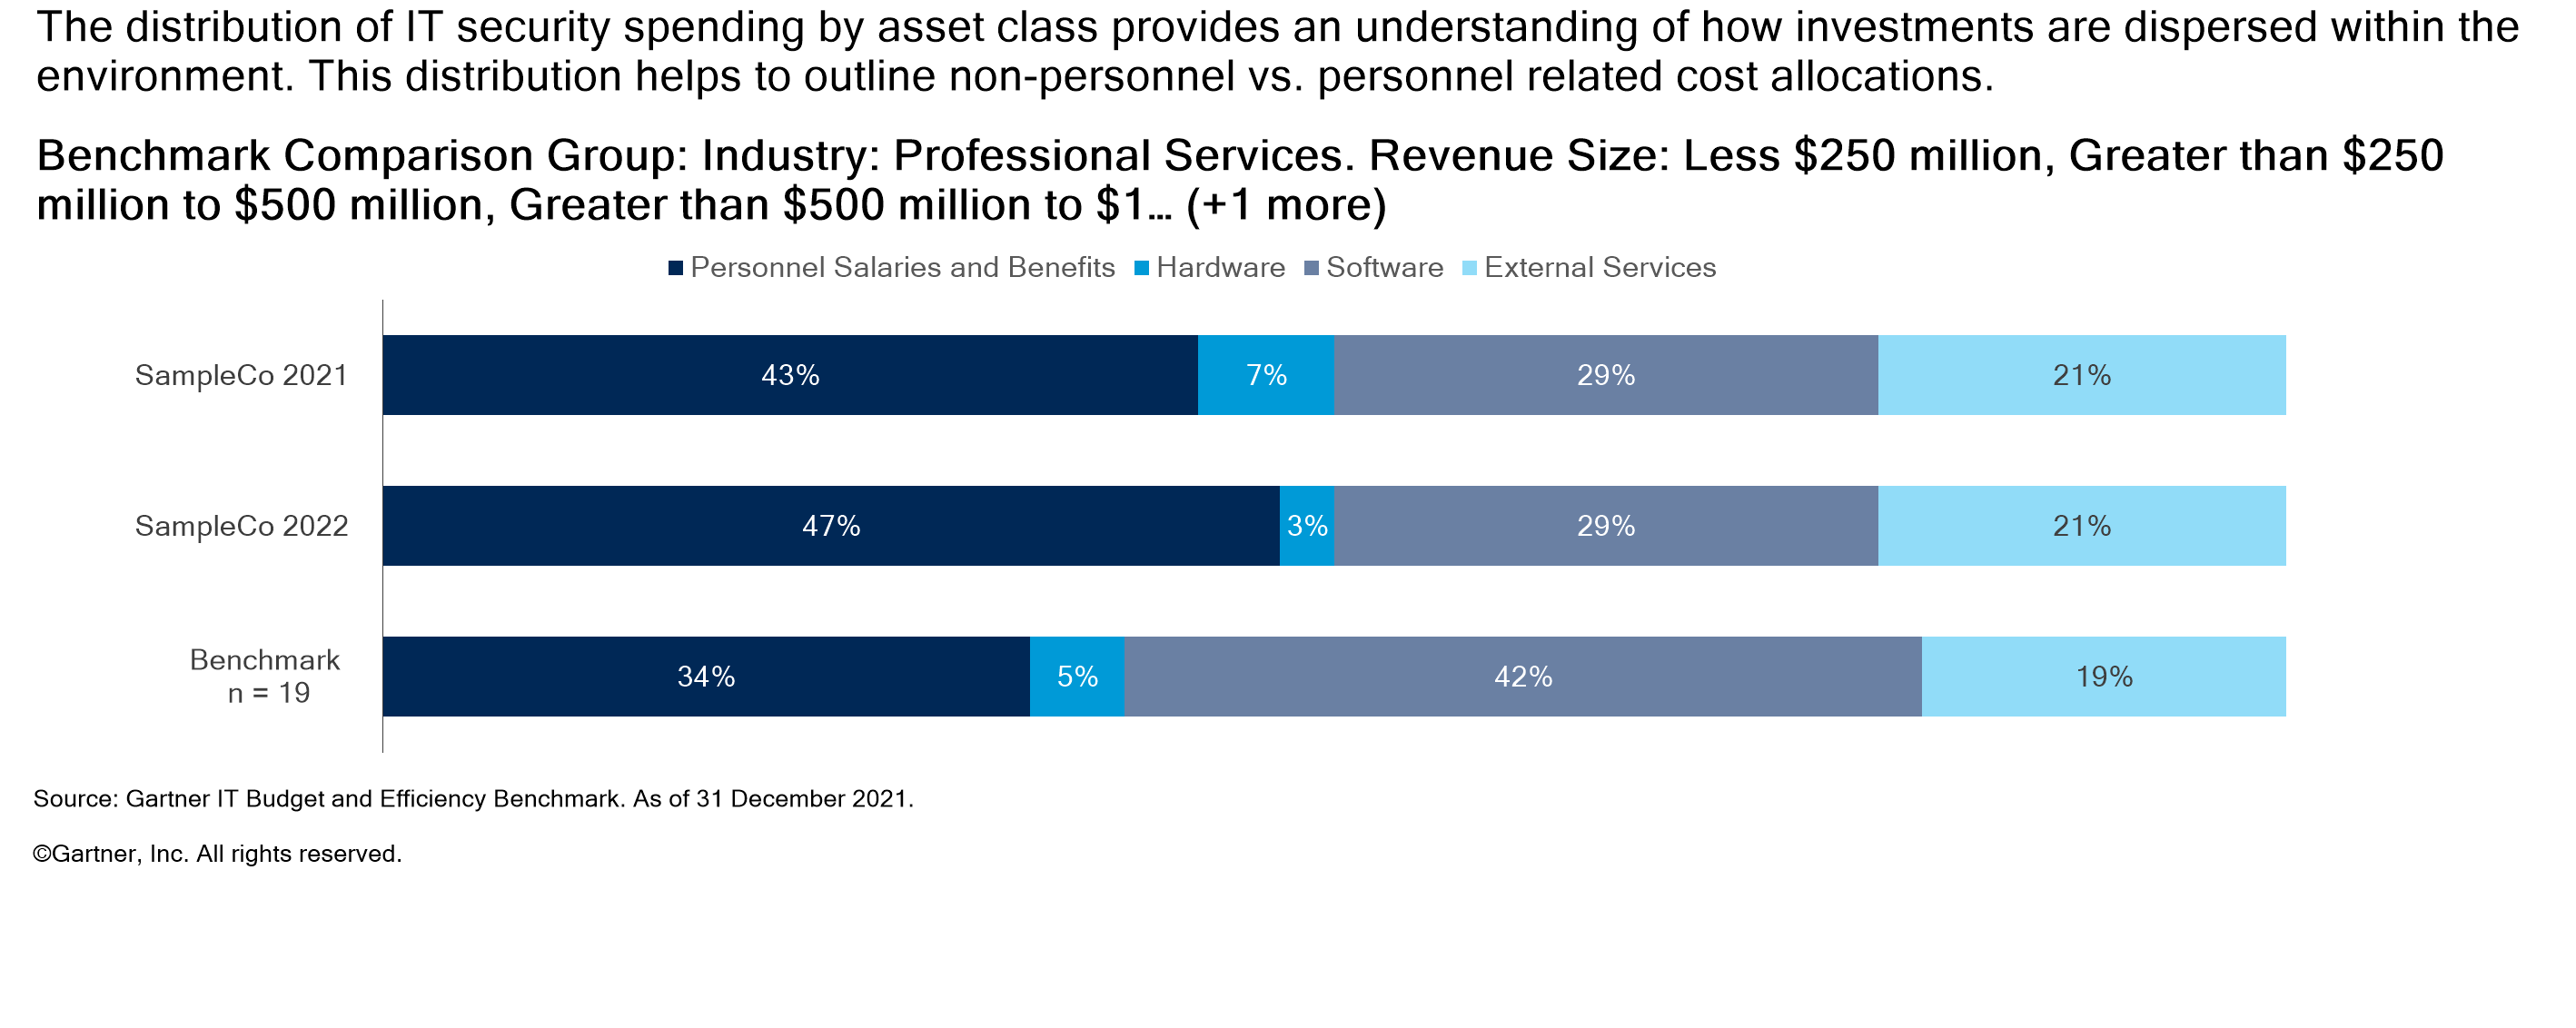 The distribution of IT security spending by asset class provides an understanding of how investments are dispersed within the
environment. This distribution helps to outline non-personnel vs. personnel related cost allocations.
Benchmark Comparison Group: Industry: Professional Services. Revenue Size: Less $250 million, Greater than $250
million to $500 million, Greater than $500 million to $1... (+1 more)
Personnel Salaries and Benefits Hardware Software External Services
SampleCo 2021 43% 7% 29% 21%
SampleCo 2022 47% 3% 29% 21%
Benchmark
n = 19 34% 5% 42% 19%
Source: Gartner IT Budget and Efficiency Benchmark. As of 31 December 2021.
©Gartner, Inc. All rights reserved.